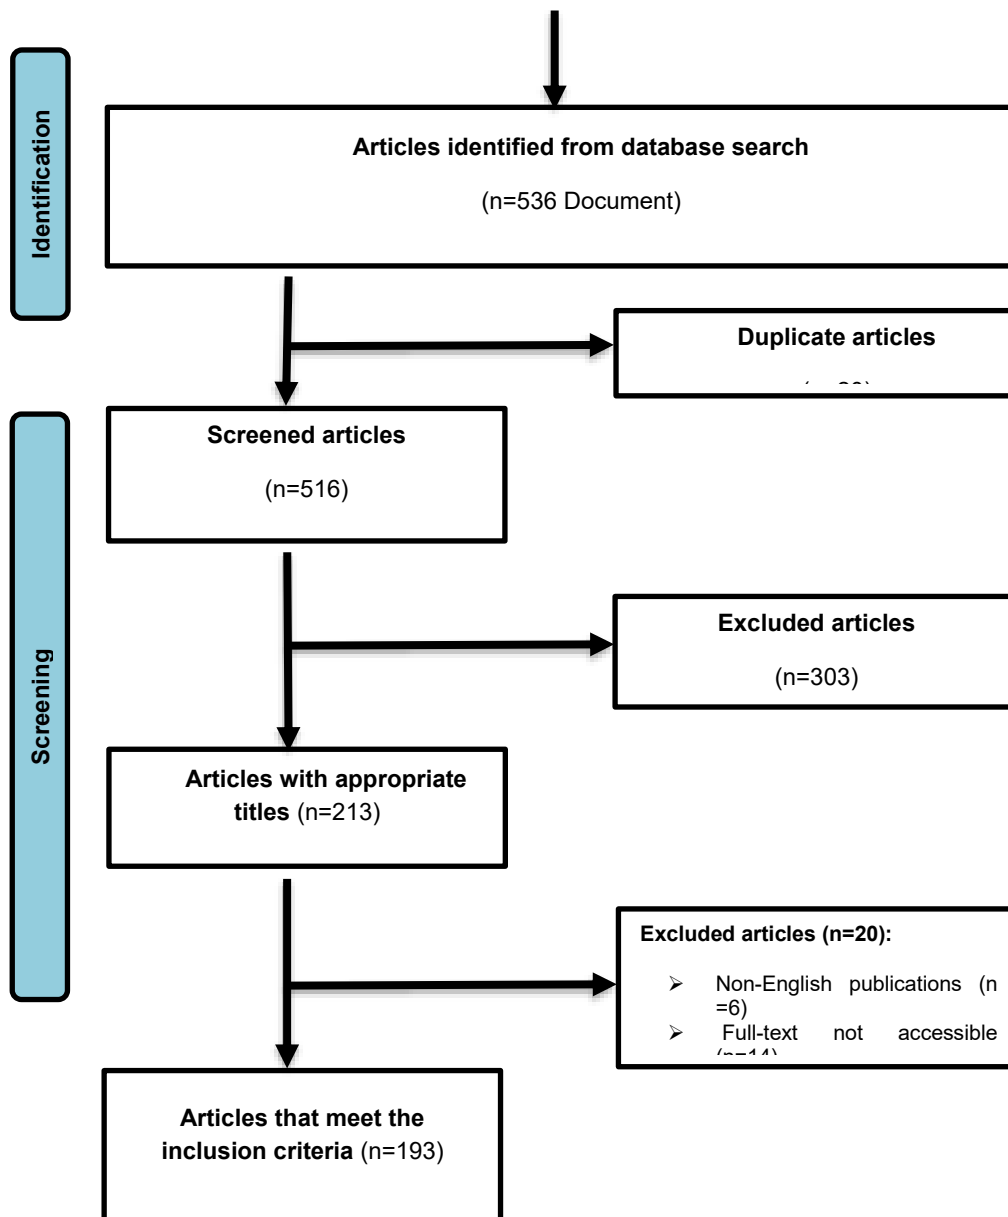 Identification
Articles identified from database search
(n=536 Document)
Duplicate articles
Screened articles
(n=516)
Excluded articles
(n=303)
Screening
Articles with appropriate
titles (n=213)
Excluded articles (n=20):
➢ Non-English publications (n
=6)
➢ Full-text not accessible
(n=14)
Articles that meet the
inclusion criteria (n=193)